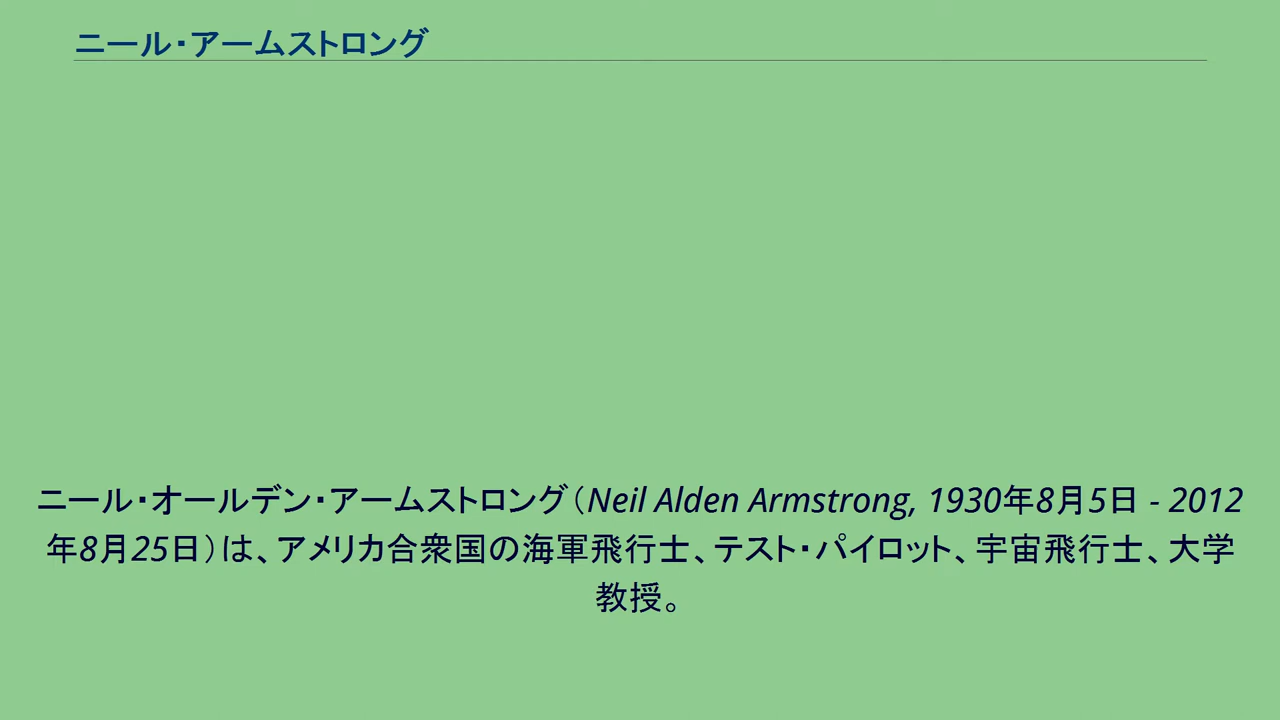 ニール・アームストロング
ニール・オールデン・アームストロング（Neil Alden Armstrong, 1930年8月5日 - 2012
年8月25日）は、アメリカ合衆国の海軍飛行士、テスト・パイロット、宇宙飛行士、大学
教授。